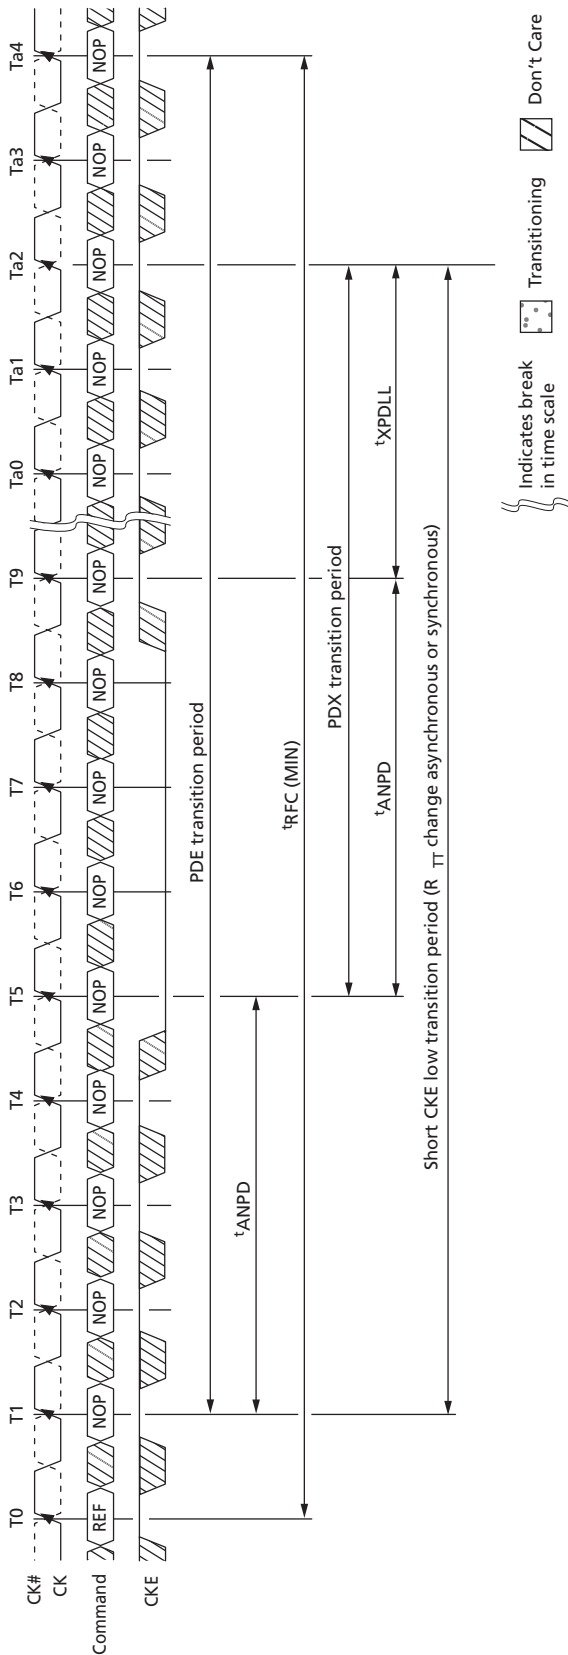 T0 T1 T2 T3 T4 T5 T6 T7 T8 T9 Ta0 Ta1 Ta2 Ta3 Ta4
CK#
CK
Command REF NOP NOP NOP NOP NOP NOP NOP NOP NOP NOP NOP NOP NOP NOP
CKE
PDE transition period
tANPD
tRFC (MIN)
PDX transition period
tANPD tXPDLL
Short CKE low transition period (R TT change asynchronous or synchronous)
Indicates break
in time scale
Transitioning
Don't Care